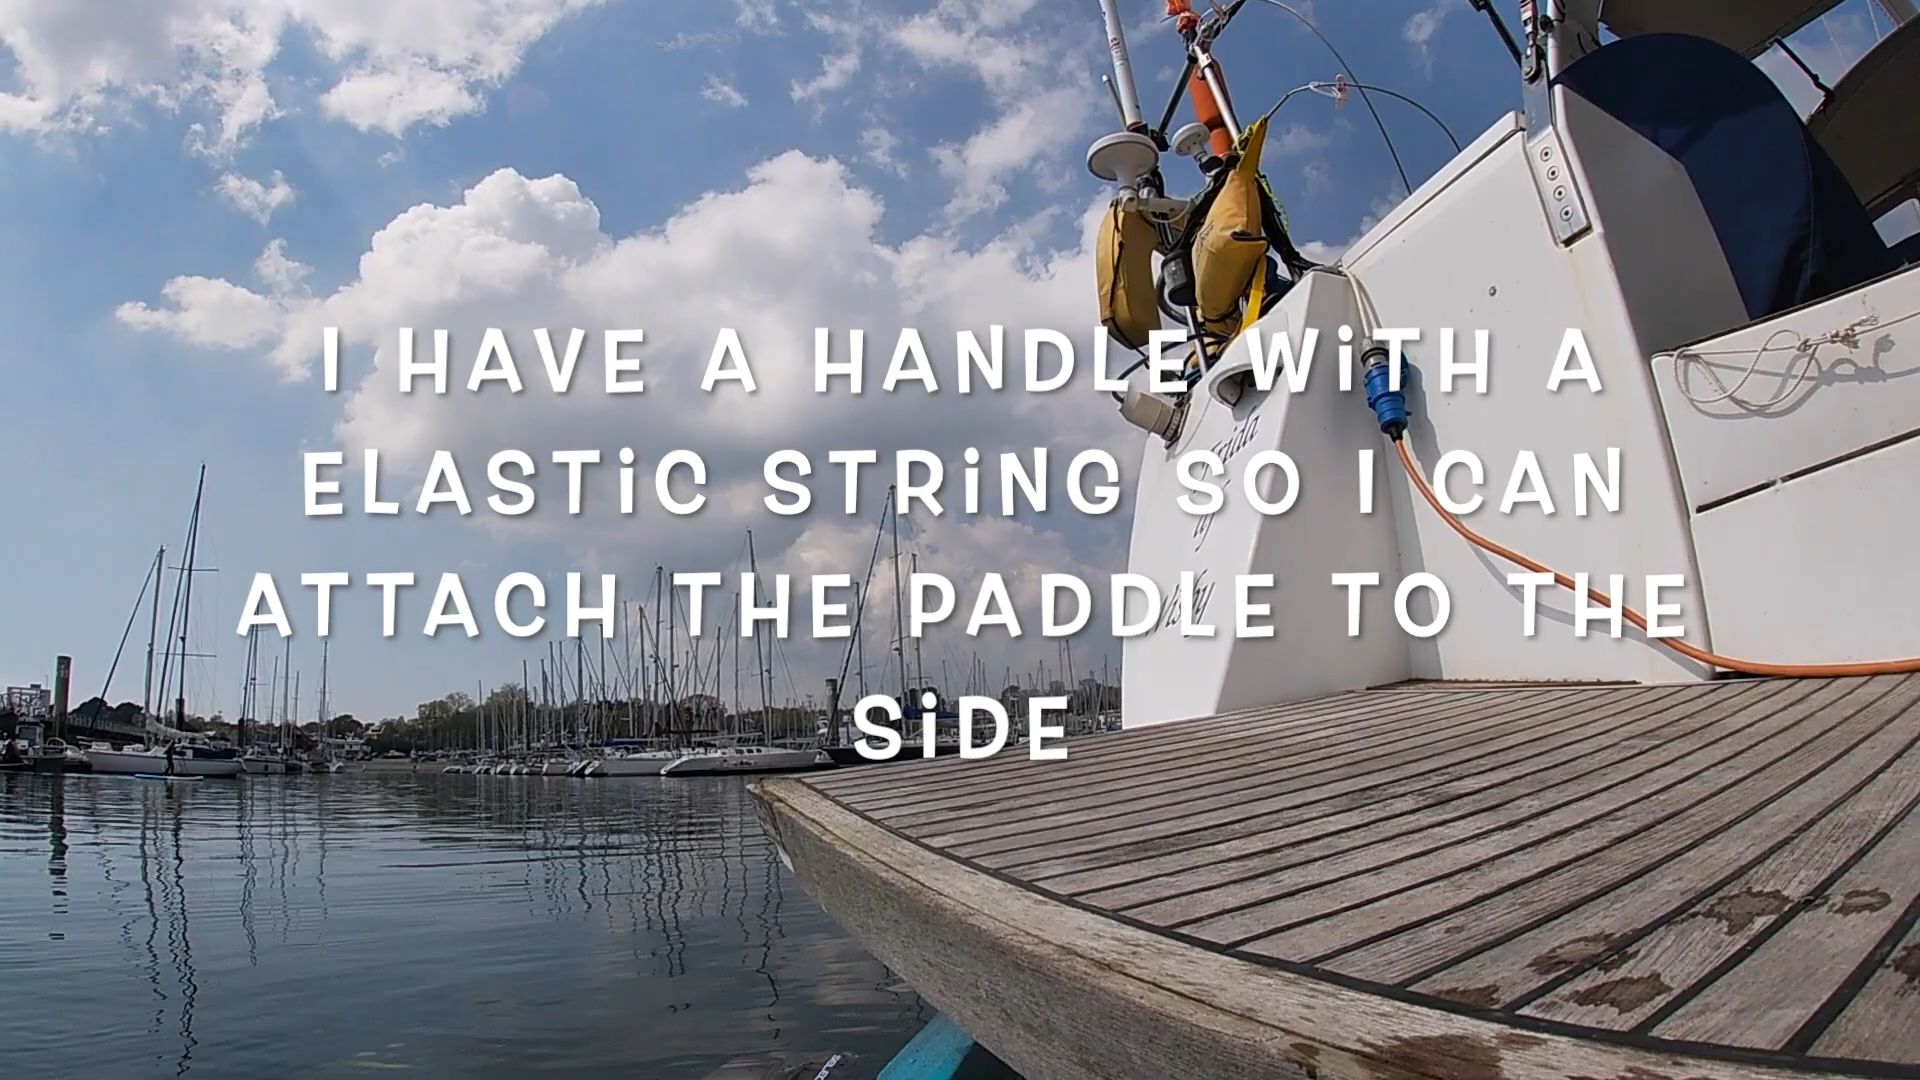 I HAVE A HANDLE WiTH A
ELASTiC STRiNG SO I CAN
ATTACH THE PADDLE TO THE
SiDE